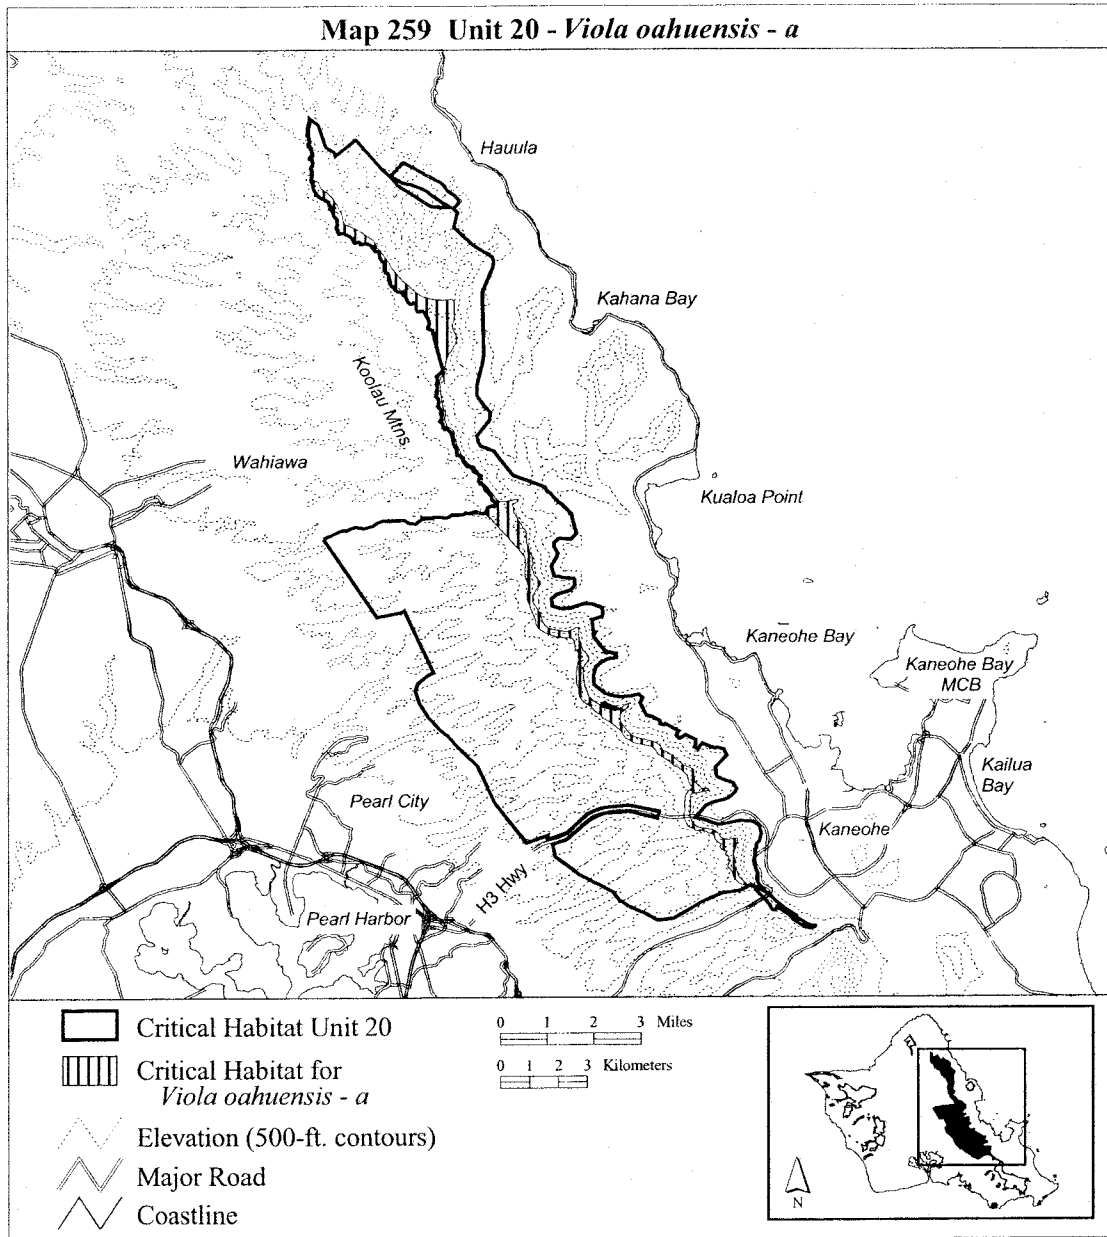 Map 259 Unit 20 - Viola oahuensis - a
Hauula
Kahana Bay
Koolau Mtns
Wahiawa
Kualoa Point
Kaneohe Bay
Kaneohe Bay
MCB
Kailua
Bay
Pearl City
Kaneohe
H3 Hwy
Pearl Harbor
Critical Habitat Unit 20
Critical Habitat for
Viola oahuensis - a
Elevation (500-ft. contours)
Major Road
Coastline
0 1 2 3 Miles
0 1 2 3 Kilometers
N